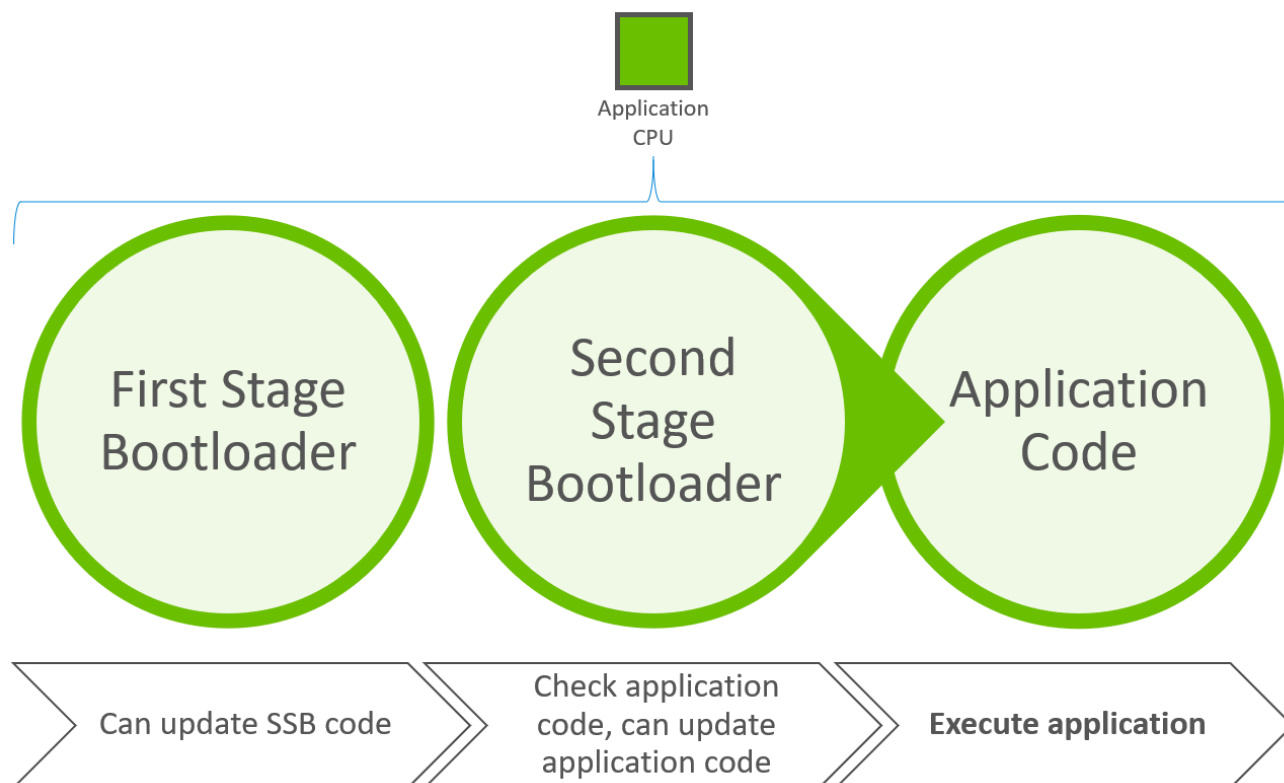 Application
CPU
First Stage
Bootloader
Second
Stage
Bootloader
Application
Code
Can update SSB code
Check application
code, can update
application code
Execute application